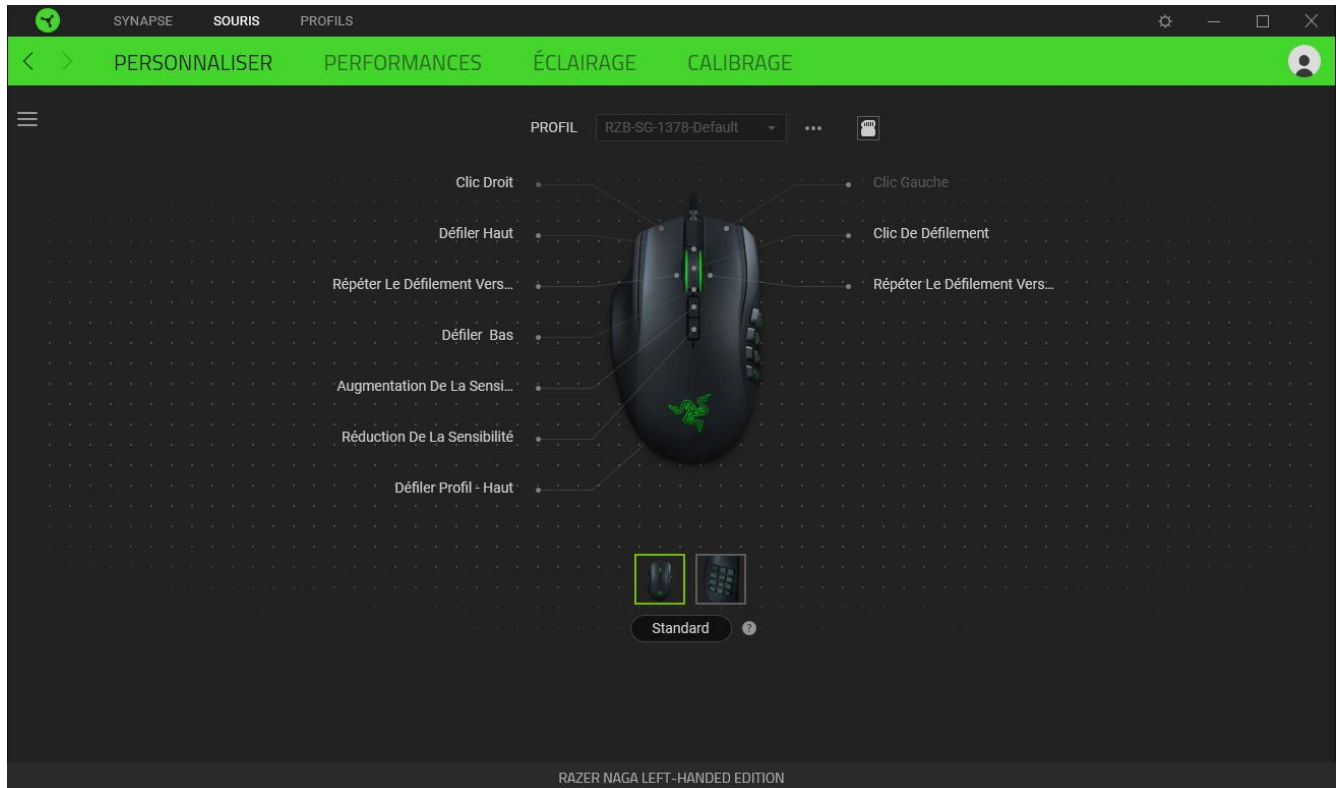 SYNAPSE SOURIS PROFILS
PERSONNALISER PERFORMANCES ÉCLAIRAGE CALIBRAGE
PROFIL RZB-SG-1378-Default
Clic Droit Clic Gauche
Défiler Haut Clic De Défilement
Répéter Le Défilement Vers... Répéter Le Défilement Vers...
Défiler  Bas
Augmentation De La Sensi...
Réduction De La Sensibilité
Défiler Profil - Haut
Standard ?
RAZER NAGA LEFT-HANDED EDITION